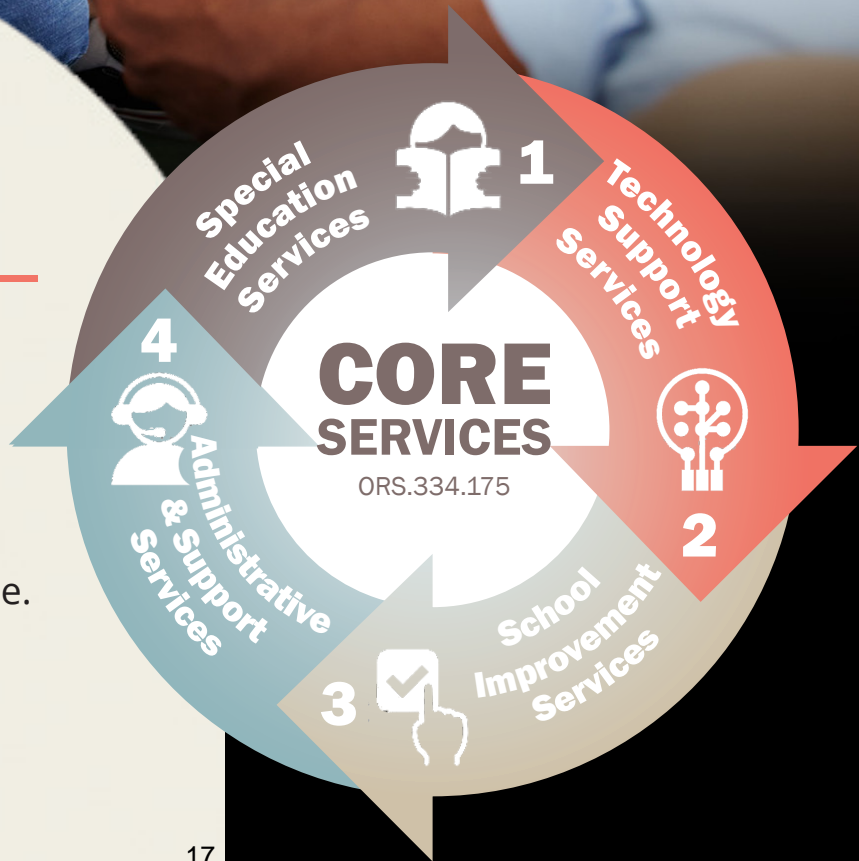 Special
Education
Services
1
Technology
Support
Services
2
School
Improvement
Services
3
Administrative
& Support
Services
4
CORE
SERVICES
ORS.334.175
e.
17